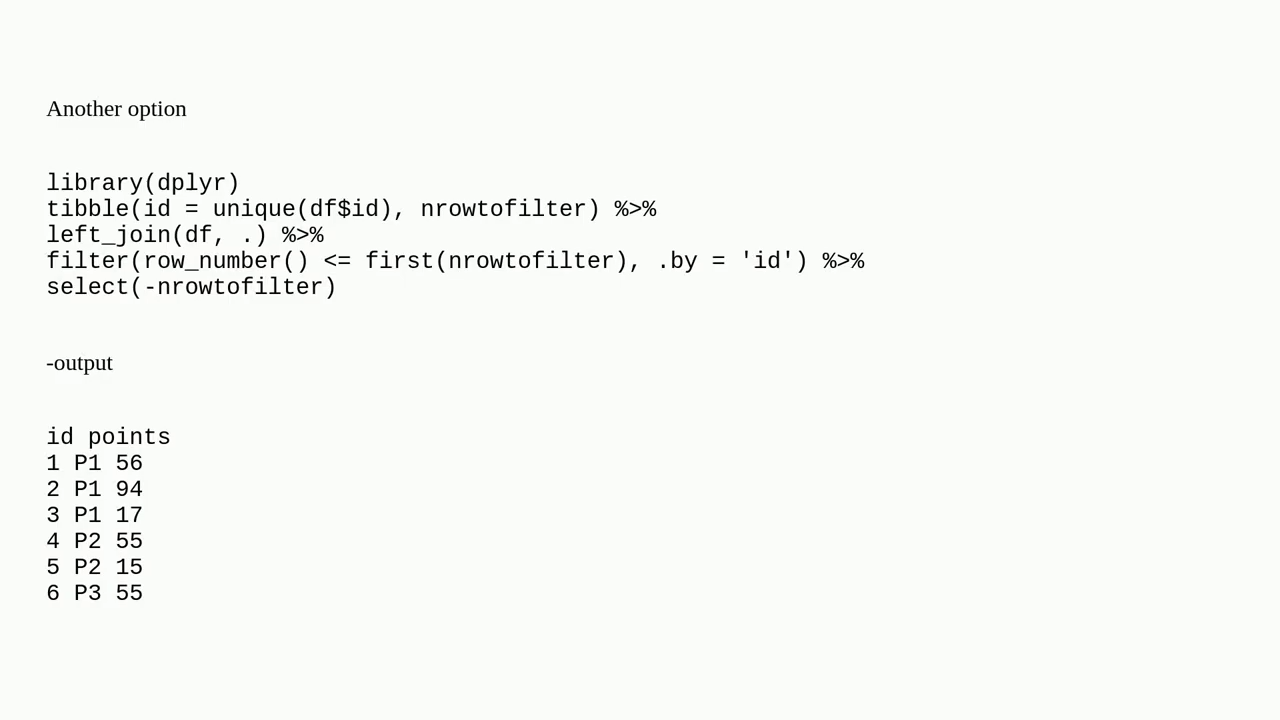 Another option
library(dplyr)
tibble(id = unique(df$id), nrowtofilter) %>%
left_join(df, .) %>%
filter(row_number() <= first(nrowtofilter), .by = 'id') %>%
select(-nrowtofilter)
-output
id points
1 P1 56
2 P1 94
3 P1 17
4 P2 55
5 P2 15
6 P3 55